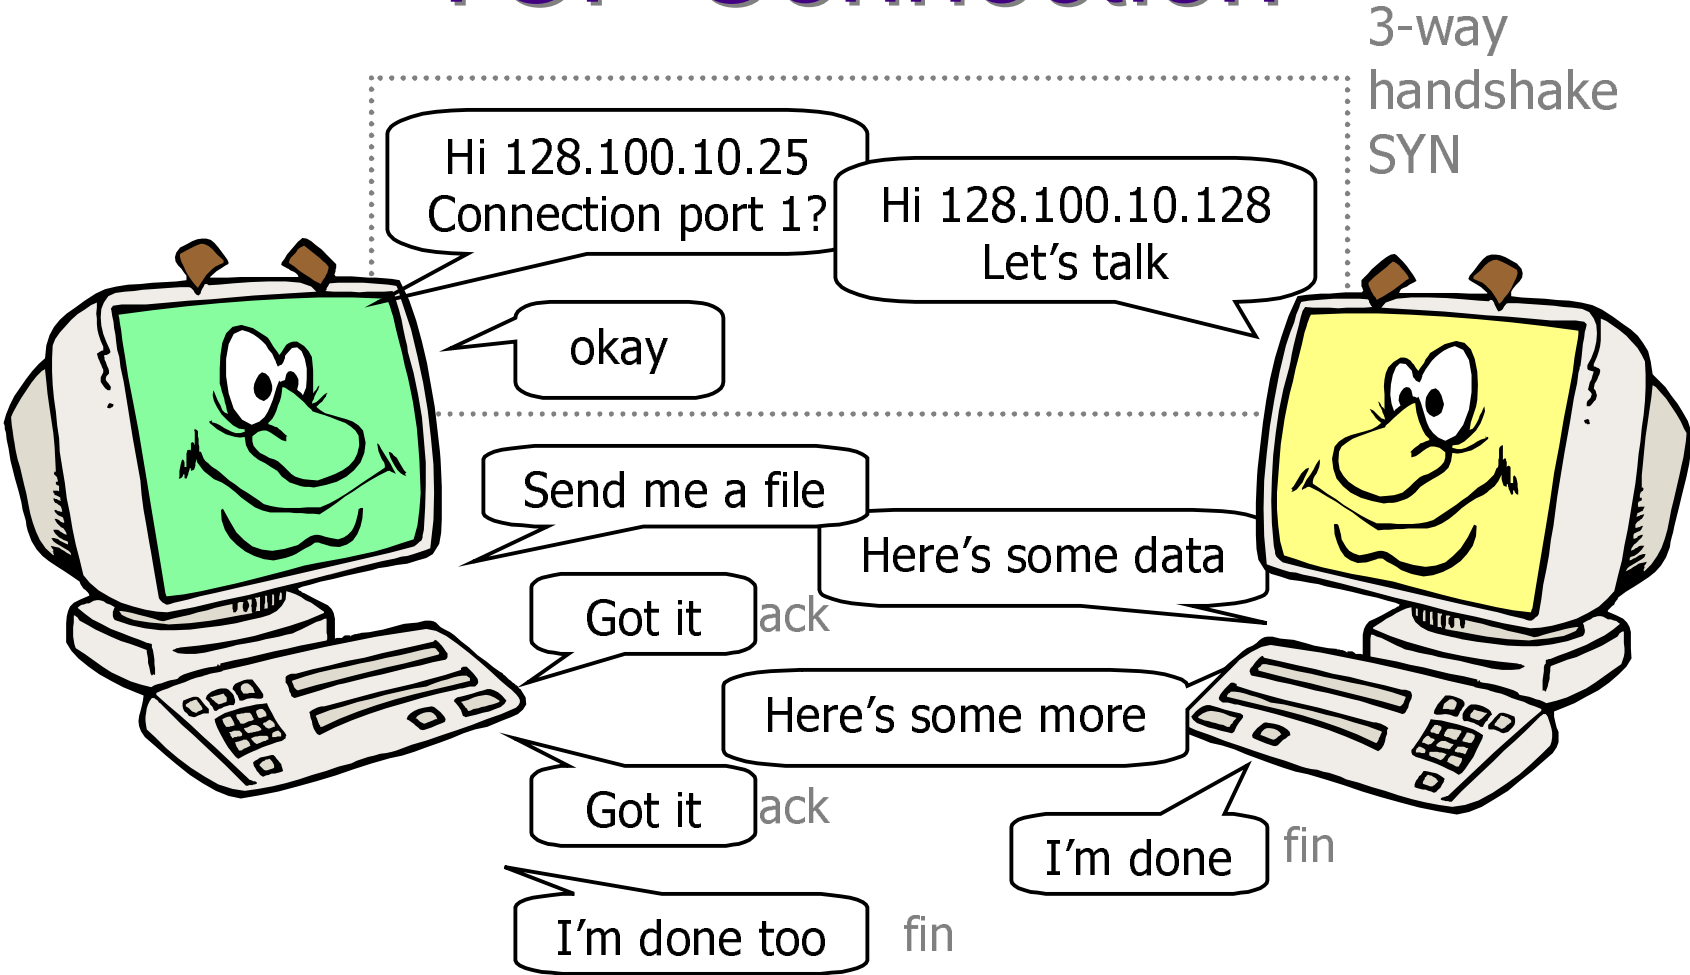 TCP Connection
3-way
handshake
SYN
Hi 128.100.10.25
Connection port 1?
Hi 128.100.10.128
Let’s talk
okay
Send me a file
Here’s some data
Got it
ack
Here’s some more
Got it
ack
I’m done
fin
I’m done too
fin